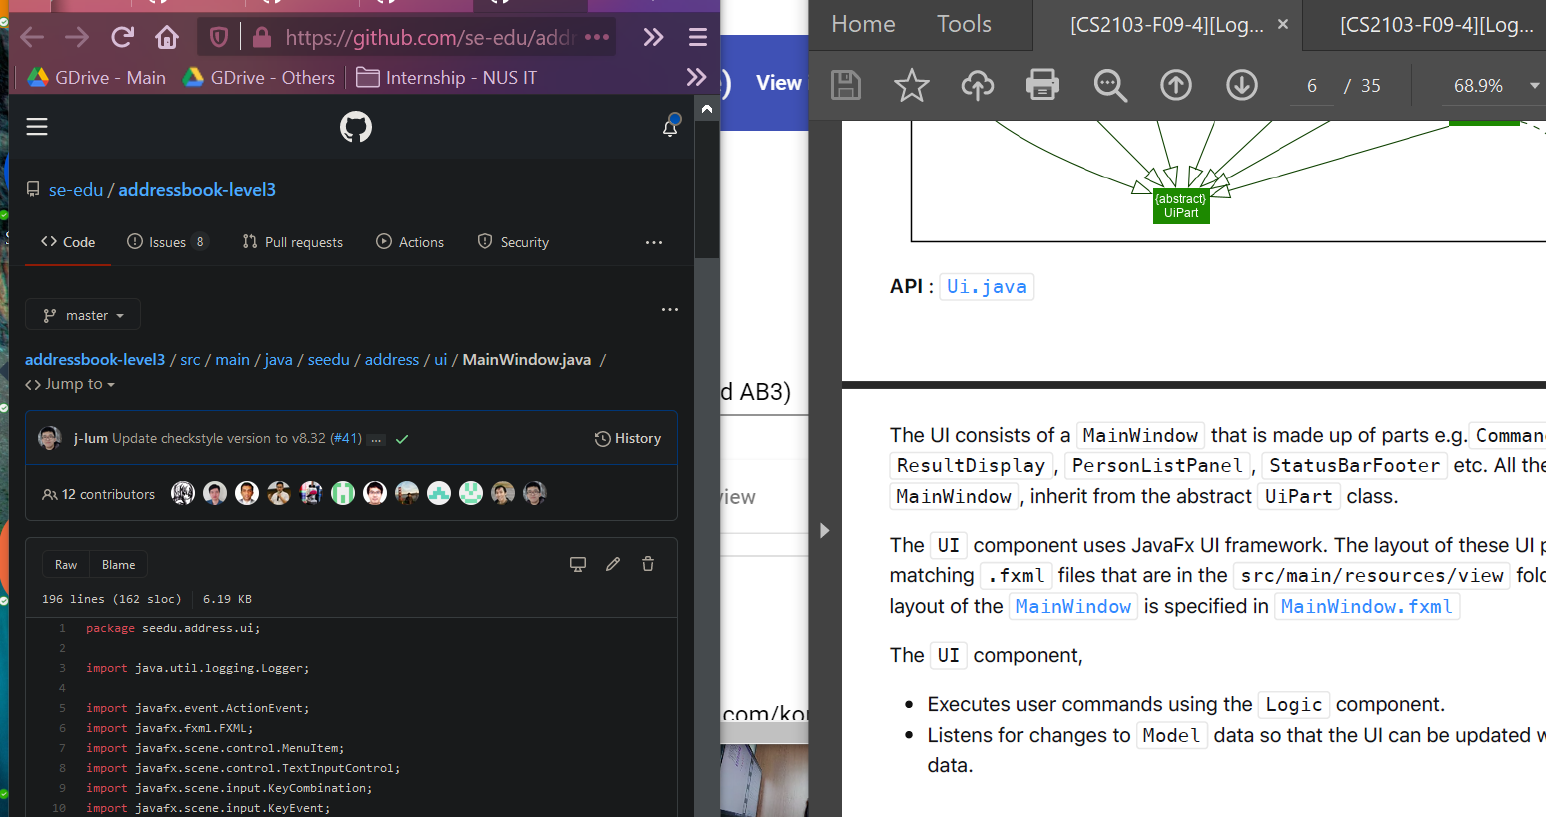 https://github.com/se-edu/addr
GDrive - Main
GDrive - Others
Internship - NUS IT
se-edu / addressbook-level3
Code
Issues 8
Pull requests
Actions
Security
master
addressbook-level3 / src / main / java / seedu / address / ui / MainWindow.java /
<> Jump to
j-lum Update checkstyle version to v8.32 (#41) ...
History
12 contributors
Raw
Blame
196 lines (162 sloc)
6.19 KB
1 package seedu.address.ui;
2
3 import java.util.logging.Logger;
4
5 import javafx.event.ActionEvent;
6 import javafx.fxml.FXML;
7 import javafx.scene.control.MenuItem;
8 import javafx.scene.control.TextInputControl;
9 import javafx.scene.input.KeyCombination;
10 import javafx.scene.input.KeyEvent;
) View
d AB3)
view
.com/kor
Home
Tools
[CS2103-F09-4][Log... ×
[CS2103-F09-4][Log...
6 / 35
68.9%
{abstract}
UiPart
API : Ui.java
The UI consists of a MainWindow that is made up of parts e.g. Comman
ResultDisplay, PersonListPanel, StatusBarFooter etc. All the
MainWindow, inherit from the abstract UiPart class.
The UI component uses JavaFx UI framework. The layout of these UI p
matching .fxml files that are in the src/main/resources/view fold
layout of the MainWindow is specified in MainWindow.fxml
The UI component,
• Executes user commands using the Logic component.
• Listens for changes to Model data so that the UI can be updated w
data.